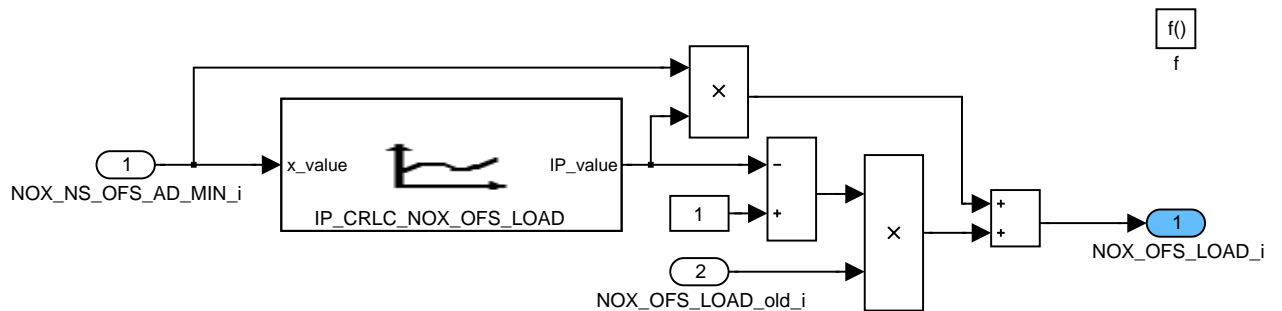 f()
f
×
x_value
IP_value
1
NOX_NS_OFS_AD_MIN_i
IP_CRLC_NOX_OFS_LOAD
−
+
1
×
+
+
1
NOX_OFS_LOAD_i
2
NOX_OFS_LOAD_old_i